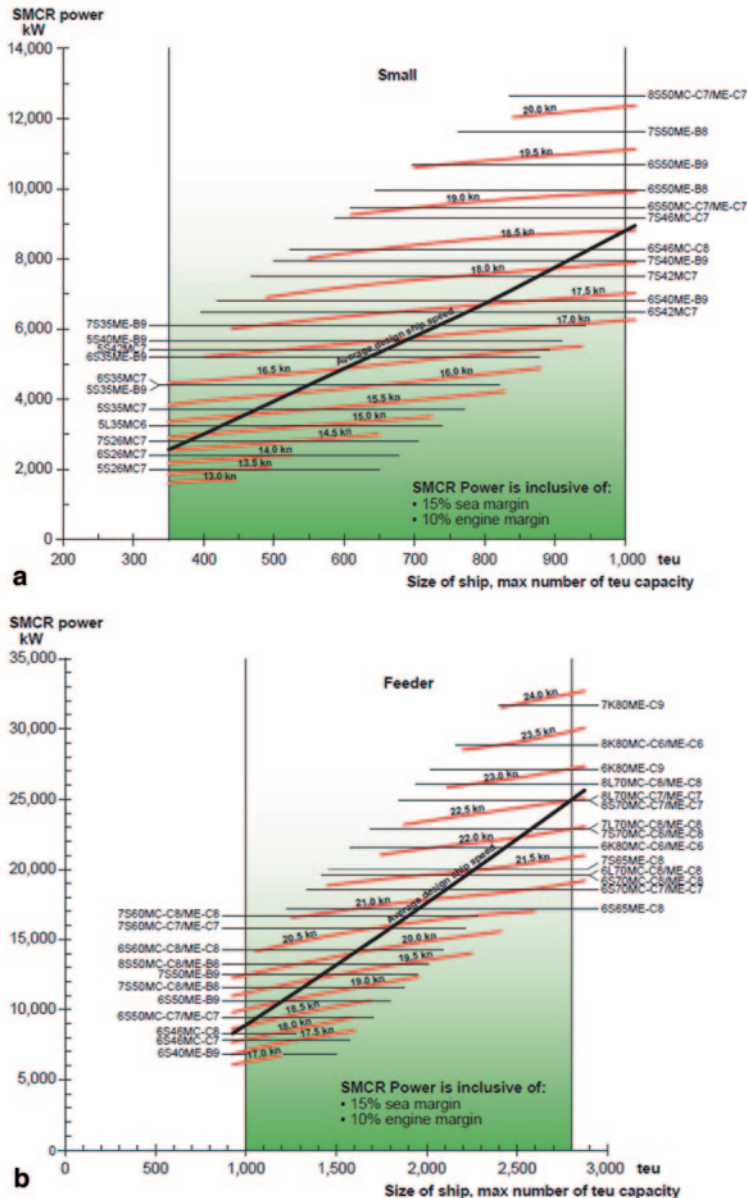 SMCR power
kW
14,000
Small
8S50MC-C7/ME-C7
20.0 kn
12,000
7S50ME-B8
19.5 kn
6S50ME-B9
10,000
19.0 kn
6S50ME-B8
6S50MC-C7/ME-C7
7S46MC-C7
18.5 kn
6S46MC-C8
8,000
7S40ME-B9
18.0 kn
7S42MC7
17.5 kn
6S40ME-B9
6S42MC7
7S35ME-B9
17.0 kn
6,000
Average design ship speed
5S40ME-B9
5S42MC7
6S35ME-B9
16.5 kn
16.0 kn
6S35MC7
5S35ME-B9
4,000
15.5 kn
5S35MC7
15.0 kn
5L35MC6
14.5 kn
7S26MC7
14.0 kn
6S26MC7
13.5 kn
2,000
5S26MC7
13.0 kn
SMCR Power is inclusive of:
• 15% sea margin
• 10% engine margin
0
200 300 400 500 600 700 800 900 1,000 teu
a
Size of ship, max number of teu capacity
SMCR power
kW
35,000
Feeder
24.0 kn
7K80ME-C9
30,000
23.5 kn
8K80MC-C6/ME-C6
6K80ME-C9
23.0 kn
8L70MC-C8/ME-C8
25,000
8L70MC-C7/ME-C7
8S70MC-C7/ME-C7
22.5 kn
7L70MC-C8/ME-C8
7S70MC-C8/ME-C8
22.0 kn
6K80MC-C6/ME-C6
Average design ship speed
21.5 kn
7S65ME-C8
20,000
6L70MC-C8/ME-C8
6S70MC-C8/ME-C8
6S70MC-C7/ME-C7
21.0 kn
6S65ME-C8
7S60MC-C8/ME-C8
7S60MC-C7/ME-C7
15,000
20.5 kn
20.0 kn
6S60MC-C8/ME-C8
19.5 kn
8S50MC-C8/ME-B8
7S50ME-B9
19.0 kn
7S50MC-C8/ME-B8
6S50ME-B9
10,000
18.5 kn
6S50MC-C7/ME-C7
18.0 kn
17.5 kn
6S46MC-C8
6S46MC-C7
17.0 kn
6S40ME-B9
5,000
SMCR Power is inclusive of:
• 15% sea margin
• 10% engine margin
0
0 500 1,000 1,500 2,000 2,500 3,000
b
teu
Size of ship, max number of teu capacity